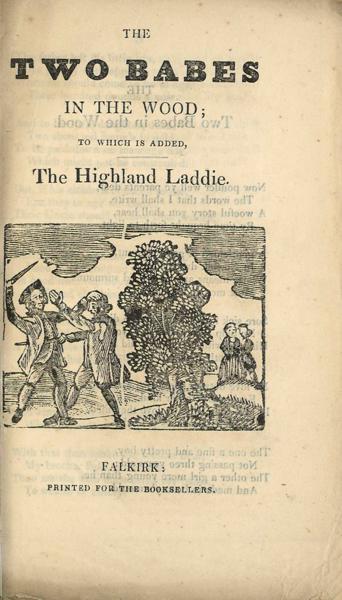 THE
TWO BABES
IN THE WOOD;
TO WHICH IS ADDED,
The Highland Laddie.
FALKIRK:
PRINTED FOR THE BOOKSELLERS.